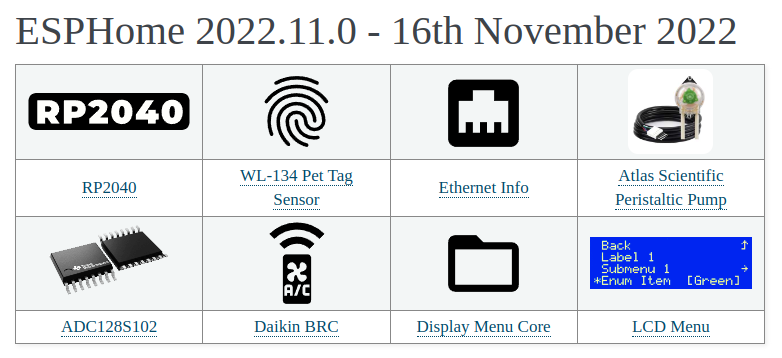 ESPHome 2022.11.0 - 16th November 2022
RP2040
RP2040
WL-134 Pet Tag
Sensor
Ethernet Info
Atlas Scientific
Peristaltic Pump
A/C
Back
Label 1
Submenu 1
*Enum Item [Green]
ADC128S102
Daikin BRC
Display Menu Core
LCD Menu